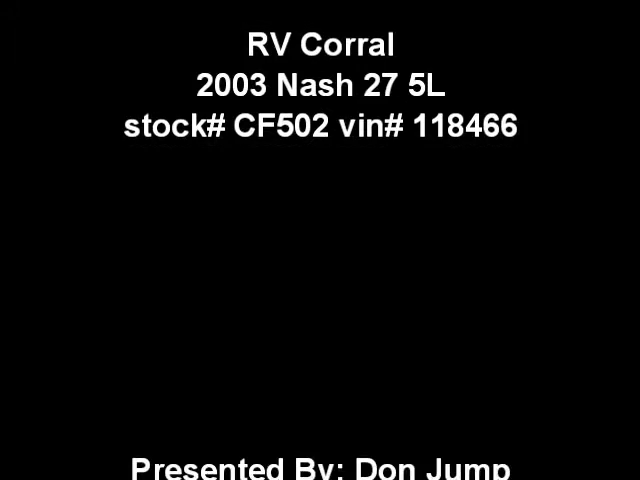 RV Corral
2003 Nash 27 5L
stock# CF502 vin# 118466
Presented By: Don Jump